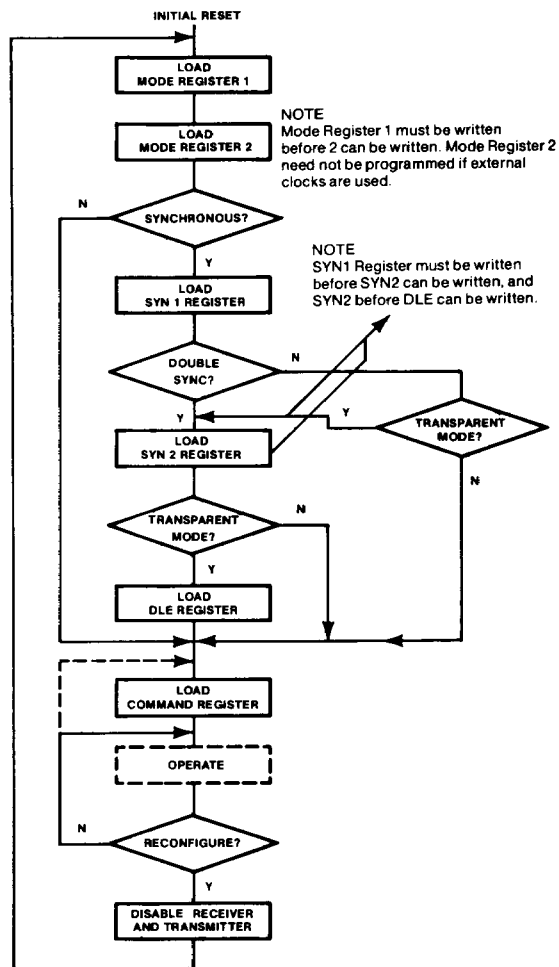 INITIAL RESET
LOAD
MODE REGISTER 1
LOAD
MODE REGISTER 2
NOTE
Mode Register 1 must be written
before 2 can be written. Mode Register 2
need not be programmed if external
clocks are used.
N
SYNCHRONOUS?
Y
LOAD
SYN 1 REGISTER
NOTE
SYN1 Register must be written
before SYN2 can be written, and
SYN2 before DLE can be written.
DOUBLE
SYNC?
N
Y
Y
TRANSPARENT
MODE?
LOAD
SYN 2 REGISTER
N
TRANSPARENT
MODE?
N
Y
LOAD
DLE REGISTER
LOAD
COMMAND REGISTER
OPERATE
N
RECONFIGURE?
Y
DISABLE RECEIVER
AND TRANSMITTER